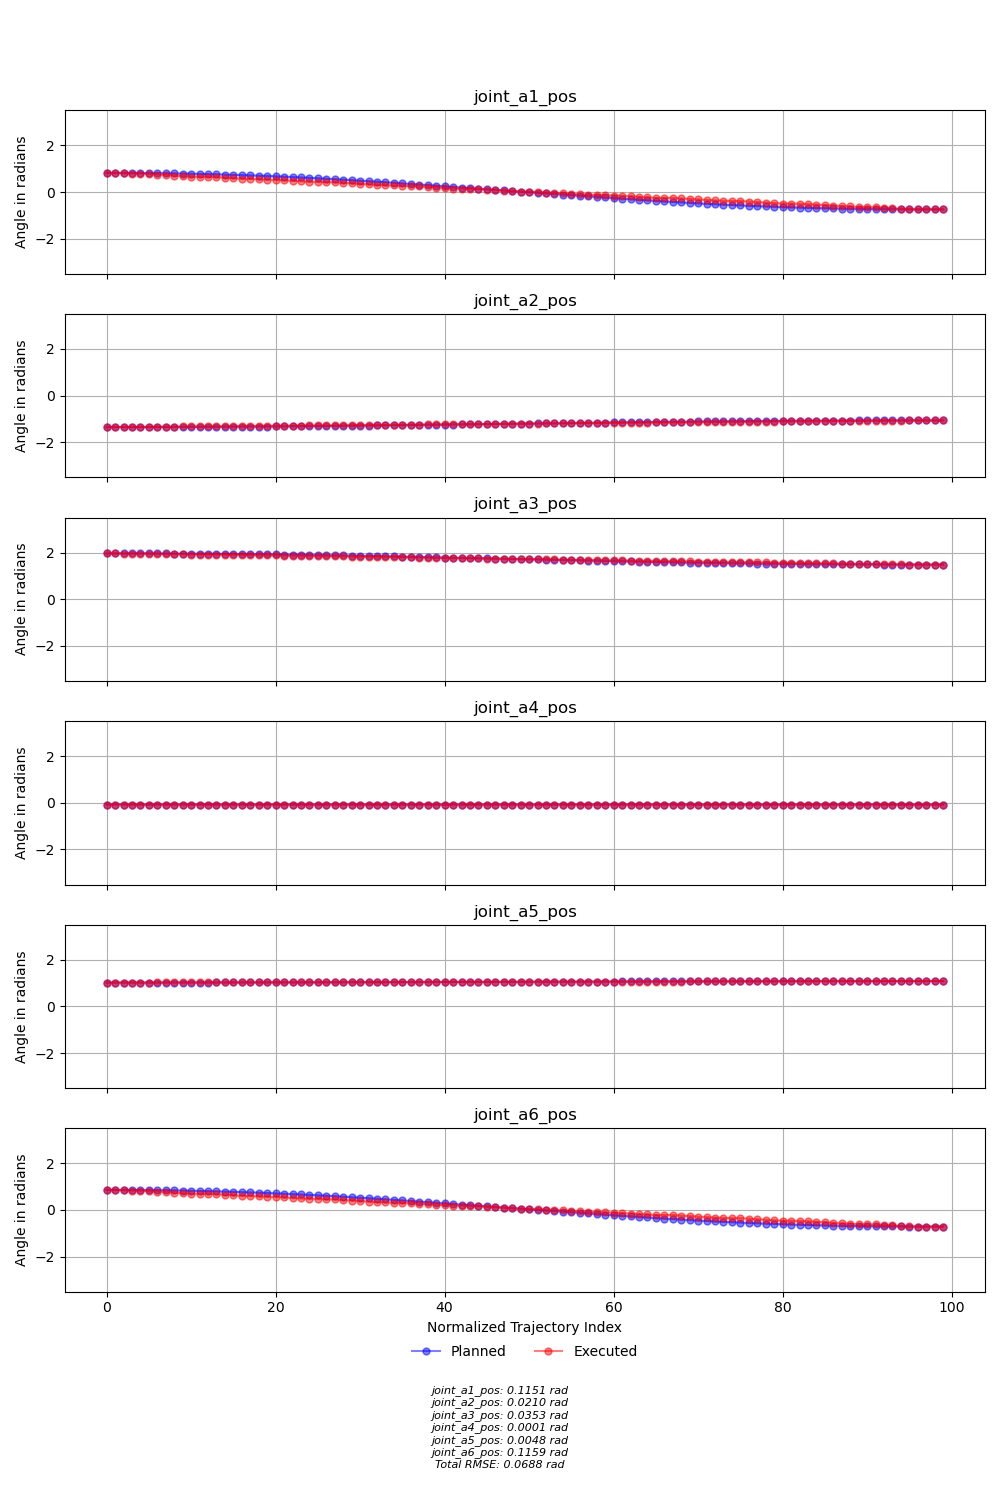 joint_a1_pos
Angle in radians
2
0
−2
joint_a2_pos
Angle in radians
2
0
−2
joint_a3_pos
Angle in radians
2
0
−2
joint_a4_pos
Angle in radians
2
0
−2
joint_a5_pos
Angle in radians
2
0
−2
joint_a6_pos
Angle in radians
2
0
−2
0 20 40 60 80 100
Normalized Trajectory Index
Planned Executed
joint_a1_pos: 0.1151 rad
joint_a2_pos: 0.0210 rad
joint_a3_pos: 0.0353 rad
joint_a4_pos: 0.0001 rad
joint_a5_pos: 0.0048 rad
joint_a6_pos: 0.1159 rad
Total RMSE: 0.0688 rad